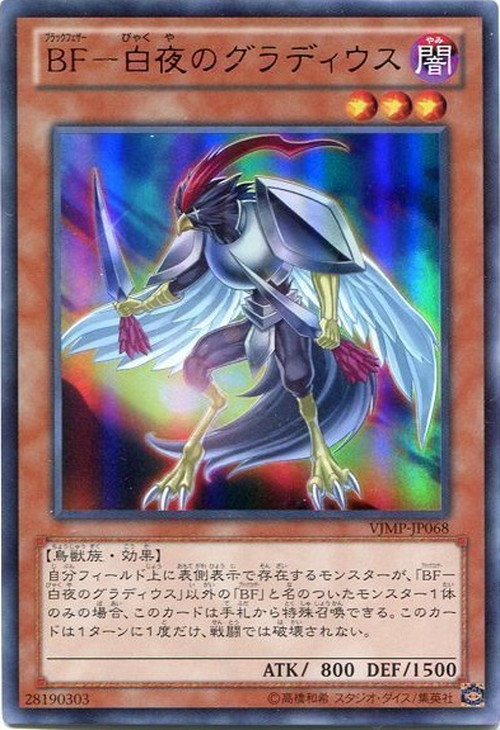 ブラックフェザー びゃく や
BF－白夜のグラディウス
やみ
闇
VJMP-JP068
【鳥獣族・効果】
自分フィールド上に表側表示で存在するモンスターが、「BF－
白夜のグラディウス」以外の「BF」と名のついたモンスター1体
のみの場合、このカードは手札から特殊召喚できる。このカー
ドは1ターンに1度だけ、戦闘では破壊されない。
ATK/ 800 DEF/1500
28190303
©高橋和希 スタジオ・ダイス/集英社